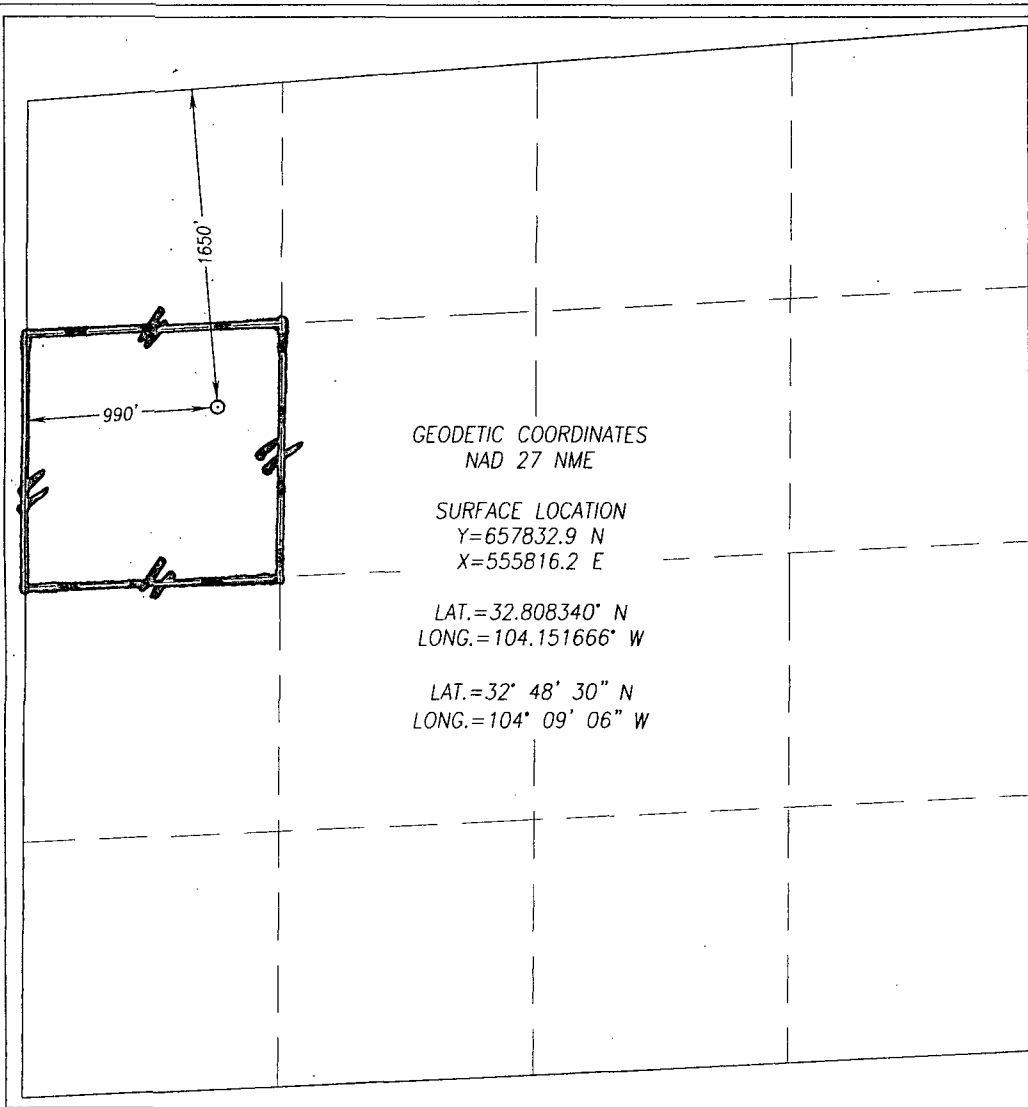 1650'
990'
GEODETIC COORDINATES
NAD 27 NME
SURFACE LOCATION
Y=657832.9 N
X=555816.2 E
LAT.=32.808340° N
LONG.=104.151666° W
LAT.=32° 48' 30" N
LONG.=104° 09' 06" W